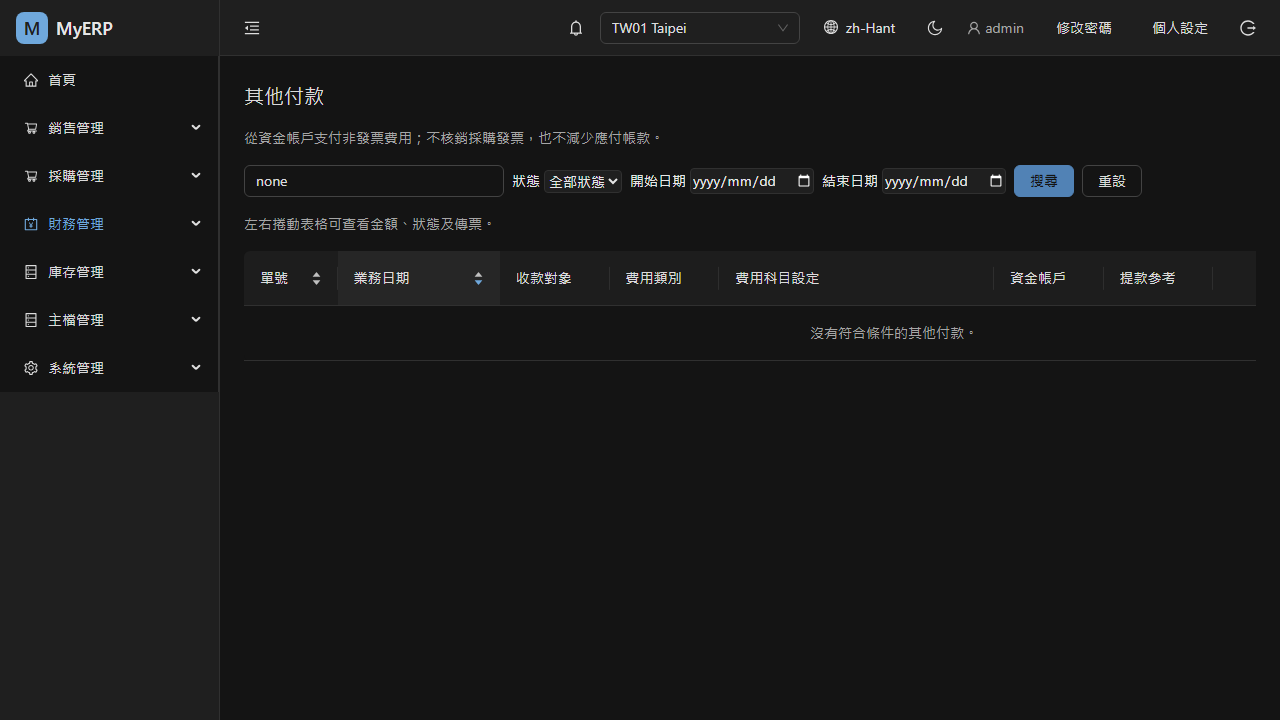 M MyERP
TW01 Taipei
zh-Hant
admin
修改密碼
個人設定
首頁
銷售管理
採購管理
財務管理
庫存管理
主檔管理
系統管理
其他付款
從資金帳戶支付非發票費用；不核銷採購發票，也不減少應付帳款。
none 狀態 全部狀態 開始日期 yyyy/mm/dd 結束日期 yyyy/mm/dd 搜尋 重設
左右捲動表格可查看金額、狀態及傳票。
單號 業務日期 收款對象 費用類別 費用科目設定 資金帳戶 提款參考
沒有符合條件的其他付款。